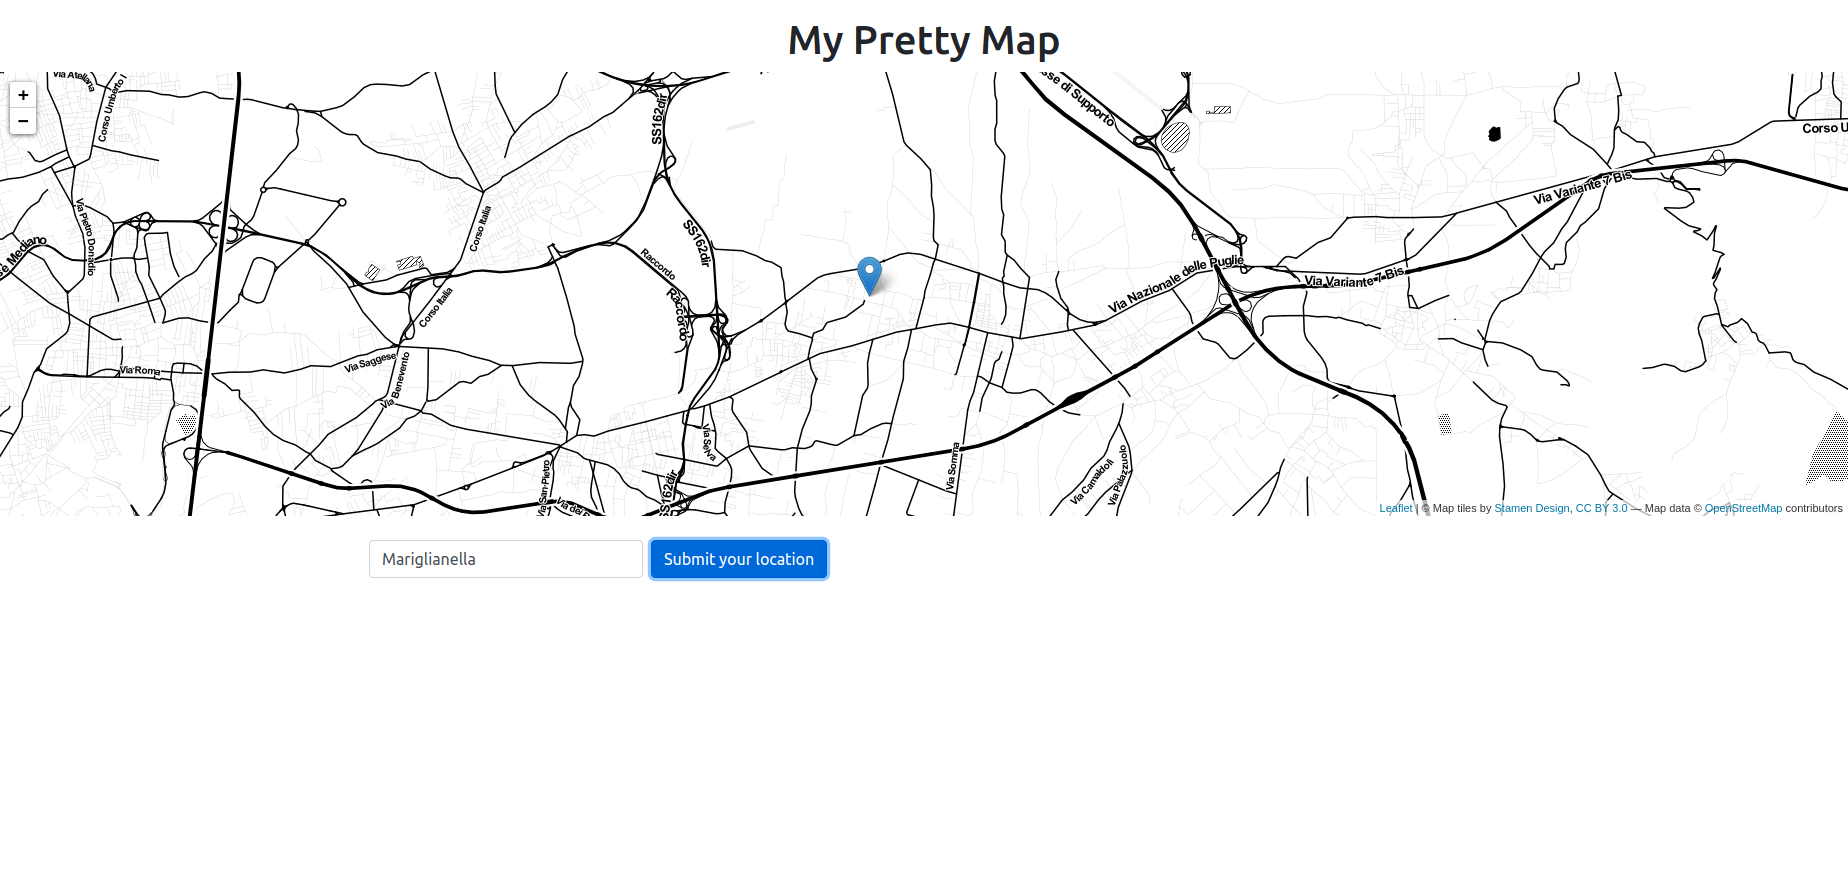 My Pretty Map
+
−
Via Atellana
Corso Umberto I
SS162dir
sse di Supporto
Corso U
Via Variante 7 Bis
Via Pietro Donadio
Corso Italia
SS162dir
se Mediano
Raccordo
Via Nazionale delle Puglie
Via Variante 7 Bis
Corso Italia
Raccordo
Via Saggese
Via Roma
Via Benevento
Via Selva
Via Somma
Via Camaldoli
Via Palazzuolo
Via San Pietro
SS162dir
Leaflet | © Map tiles by Stamen Design, CC BY 3.0 — Map data © OpenStreetMap contributors
Mariglianella
Submit your location